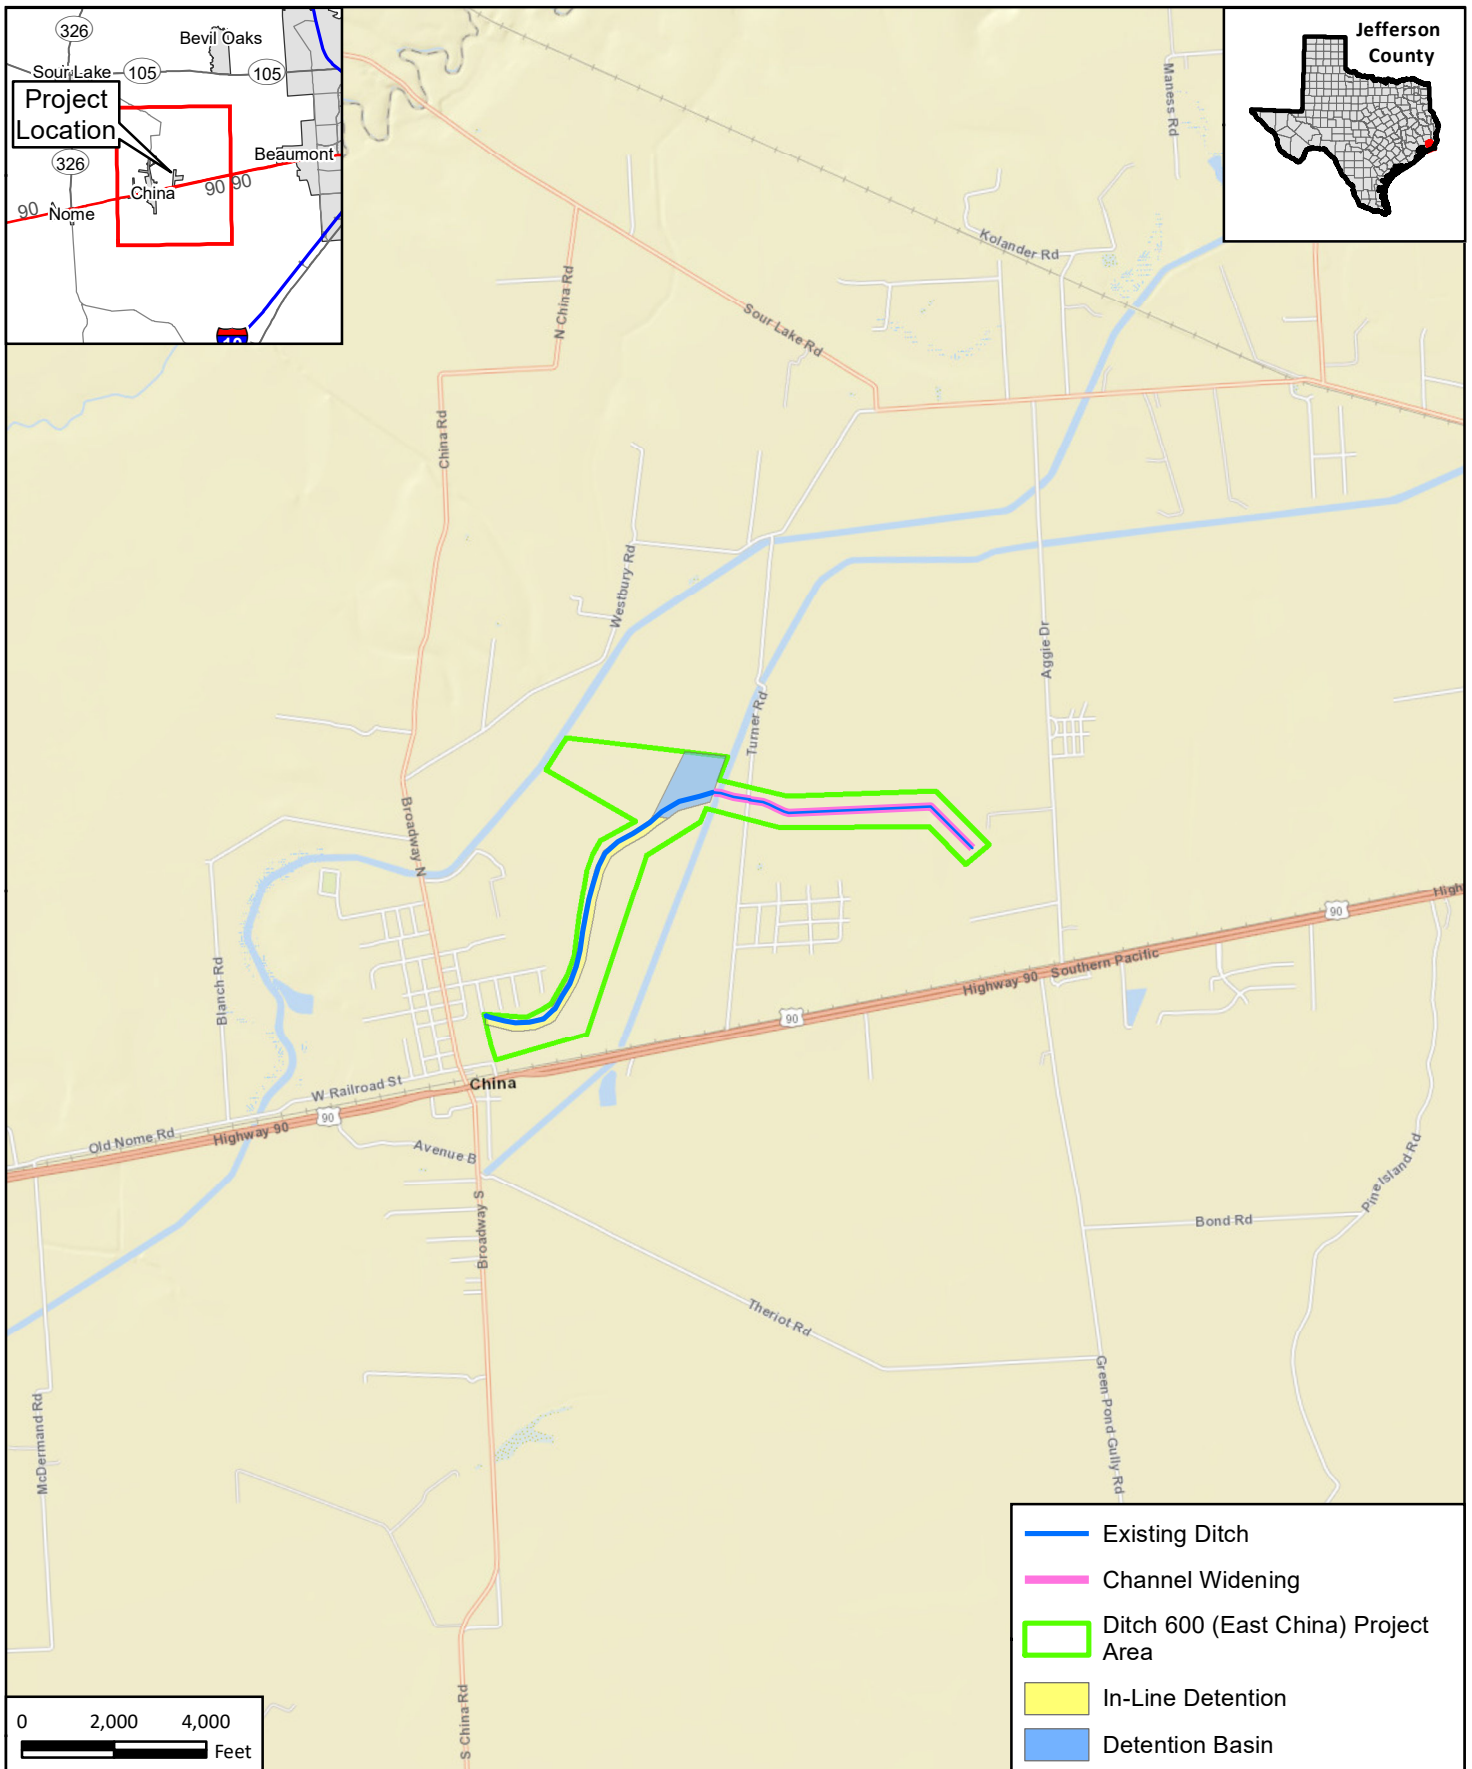 326
Bevil Oaks
Sour Lake
105
105
Project
Location
326
Beaumont
China
90
90
90
Nome
Jefferson
County
Maness Rd
Kolander Rd
N China Rd
Sour Lake Rd
China Rd
Westbury Rd
Aggie Dr
Turner Rd
Broadway N
High
90
Southern Pacific
Highway 90
90
Blanch Rd
China
W Railroad St
90
Old Nome Rd
Highway 90
Avenue B
Pine Island Rd
Broadway S
Bond Rd
Theriot Rd
Green Pond Gully Rd
McDermand Rd
S China Rd
Existing Ditch
Channel Widening
Ditch 600 (East China) Project
Area
In-Line Detention
Detention Basin
0 2,000 4,000
Feet